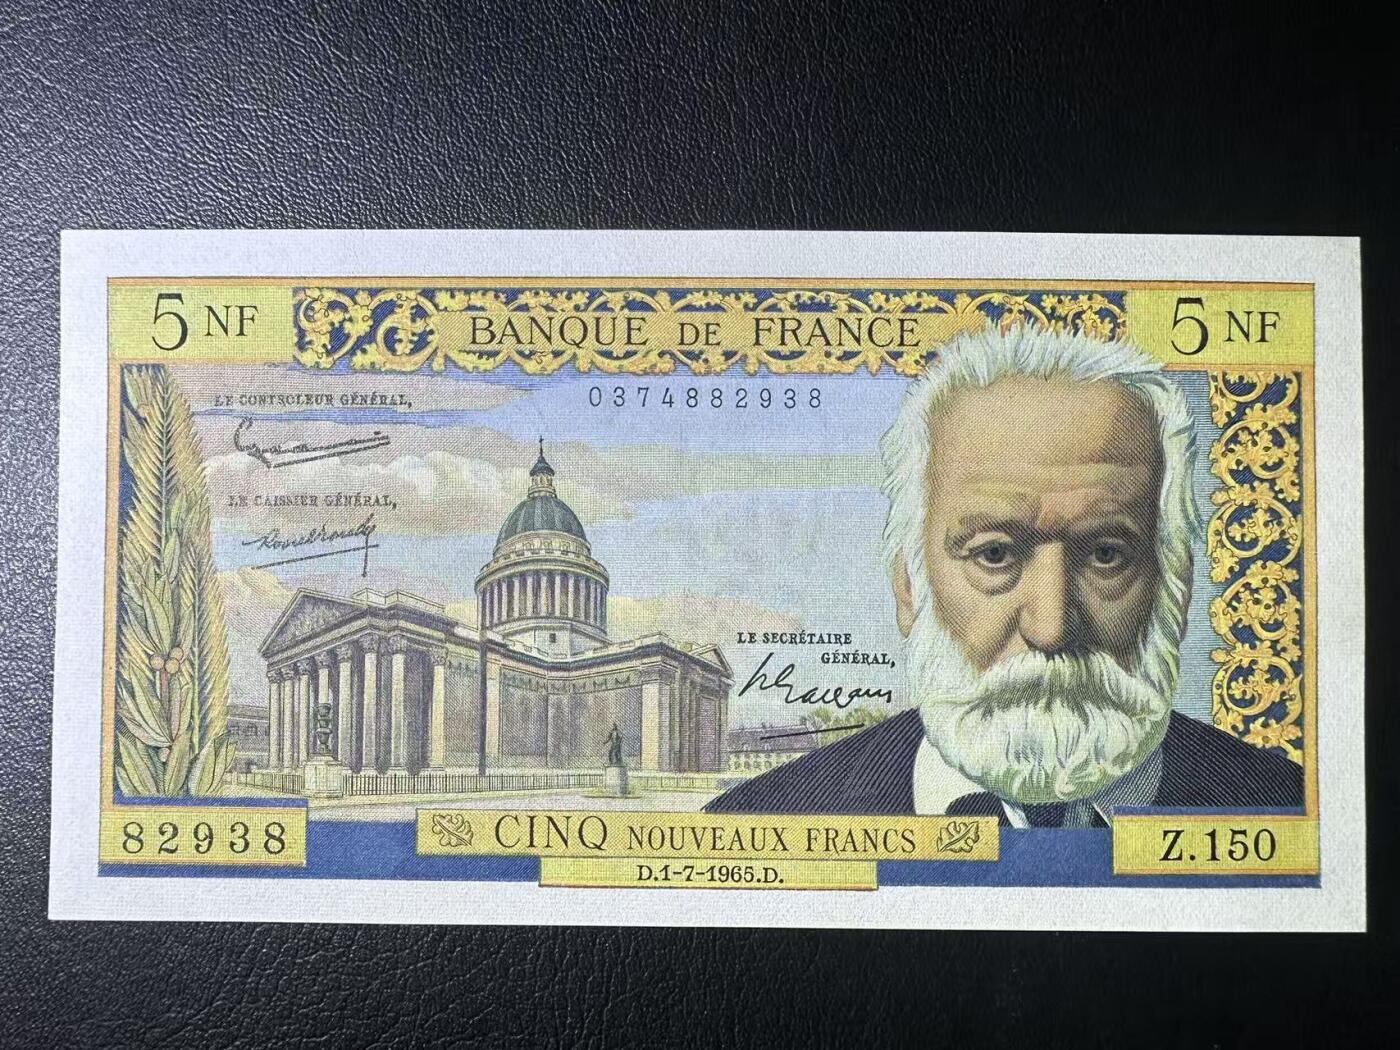 5 NF
BANQUE DE FRANCE
5 NF
LE CONTROLEUR GÉNÉRAL,
0374882938
LE CAISSIER GÉNÉRAL,
LE SECRÉTAIRE
GÉNÉRAL,
82938
CINQ NOUVEAUX FRANCS
Z.150
D.1-7-1965.D.